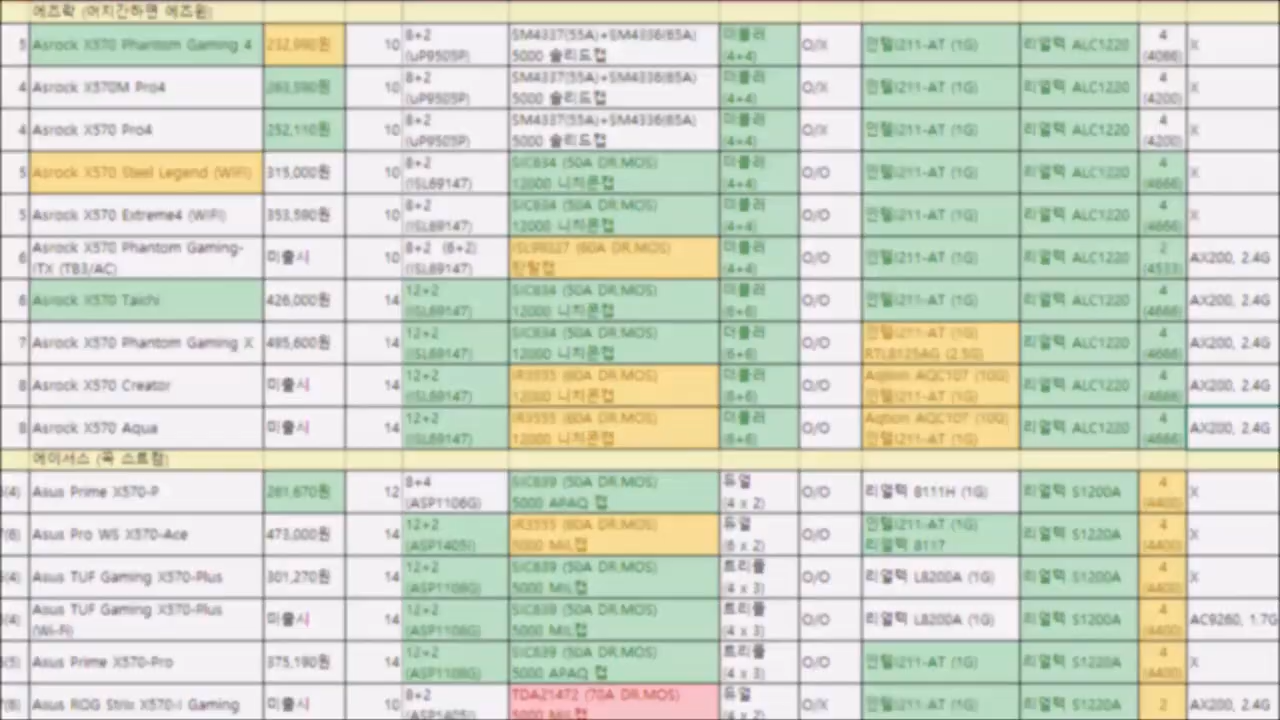 에즈락 (어지간하면 에즈윈)
5 Asrock X570 Phantom Gaming 4 232,990원 10 8+2 (uP9505P) SM4337(55A)+SM4336(65A) 5000 솔리드캡 더블러 (4+4) O/X 인텔I211-AT (1G) 리얼텍 ALC1220 4 (4066) X
4 Asrock X570M Pro4 10 8+2 (uP9505P) SM4337(55A)+SM4336(65A) 5000 솔리드캡 더블러 (4+4) O/X 인텔I211-AT (1G) 리얼텍 ALC1220 4 (4200) X
4 Asrock X570 Pro4 252,110원 10 8+2 (uP9505P) SM4337(55A)+SM4336(65A) 5000 솔리드캡 더블러 (4+4) O/X 인텔I211-AT (1G) 리얼텍 ALC1220 4 (4200) X
5 Asrock X570 Steel Legend (WiFi) 315,000원 10 8+2 (ISL69147) SIC634 (50A DR.MOS) 12000 니치콘캡 더블러 (4+4) O/O 인텔I211-AT (1G) 리얼텍 ALC1220 4 (4666) X
5 Asrock X570 Extreme4 (WiFi) 353,590원 10 8+2 (ISL69147) SIC634 (50A DR.MOS) 12000 니치콘캡 더블러 (4+4) O/O 인텔I211-AT (1G) 리얼텍 ALC1220 4 (4666) X
6 Asrock X570 Phantom Gaming-ITX (TB3/AC) 미출시 10 8+2 (6+2) (ISL69147) ISL99227 (60A DR.MOS) 탄탈캡 더블러 (4+4) O/O 인텔I211-AT (1G) 리얼텍 ALC1220 2 (4533) AX200, 2.4G
6 Asrock X570 Taichi 426,000원 14 12+2 (ISL69147) SIC634 (50A DR.MOS) 12000 니치콘캡 더블러 (6+6) O/O 인텔I211-AT (1G) 리얼텍 ALC1220 4 (4666) AX200, 2.4G
7 Asrock X570 Phantom Gaming X 485,600원 14 12+2 (ISL69147) SIC634 (50A DR.MOS) 12000 니치콘캡 더블러 (6+6) O/O 인텔I211-AT (1G) RTL8125AG (2.5G) 리얼텍 ALC1220 4 (4666) AX200, 2.4G
8 Asrock X570 Creator 미출시 14 12+2 (ISL69147) IR3555 (60A DR.MOS) 12000 니치콘캡 더블러 (6+6) O/O Aqtion AQC107 (10G) 인텔I211-AT (1G) 리얼텍 ALC1220 4 (4666) AX200, 2.4G
8 Asrock X570 Aqua 미출시 14 12+2 (ISL69147) IR3555 (60A DR.MOS) 12000 니치콘캡 더블러 (6+6) O/O Aqtion AQC107 (10G) 인텔I211-AT (1G) 리얼텍 ALC1220 4 (4666) AX200, 2.4G
에이서스 (꼭 스트릭)
(4) Asus Prime X570-P 281,670원 12 8+4 (ASP1106G) SIC639 (50A DR.MOS) 5000 APAQ 캡 듀얼 (4 x 2) O/O 리얼텍 8111H (1G) 리얼텍 S1200A 4 (4400) X
7(6) Asus Pro WS X570-Ace 473,000원 14 12+2 (ASP1405I) IR3555 (60A DR.MOS) 5000 MIL캡 듀얼 (6 x 2) O/O 인텔I211-AT (1G) 리얼텍 8117 리얼텍 S1220A 4 (4400) X
(4) Asus TUF Gaming X570-Plus 301,270원 14 12+2 (ASP1106G) SIC639 (50A DR.MOS) 5000 MIL캡 트리플 (4 x 3) O/O 리얼텍 L8200A (1G) 리얼텍 S1200A 4 (4400) X
(4) Asus TUF Gaming X570-Plus (Wi-Fi) 미출시 14 12+2 (ASP1106G) SIC639 (50A DR.MOS) 5000 MIL캡 트리플 (4 x 3) O/O 리얼텍 L8200A (1G) 리얼텍 S1200A 4 (4400) AC9260, 1.7G
(5) Asus Prime X570-Pro 375,190원 14 12+2 (ASP1106G) SIC639 (50A DR.MOS) 5000 APAQ 캡 트리플 (4 x 3) O/O 인텔I211-AT (1G) 리얼텍 S1220A 4 (4400) X
7(6) Asus ROG Strix X570-I Gaming 미출시 10 8+2 (ASP1405I) TDA21472 (70A DR.MOS) 5000 MIL캡 듀얼 (4 x 2) O/O 인텔I211-AT (1G) 리얼텍 S1220A 2 AX200, 2.4G